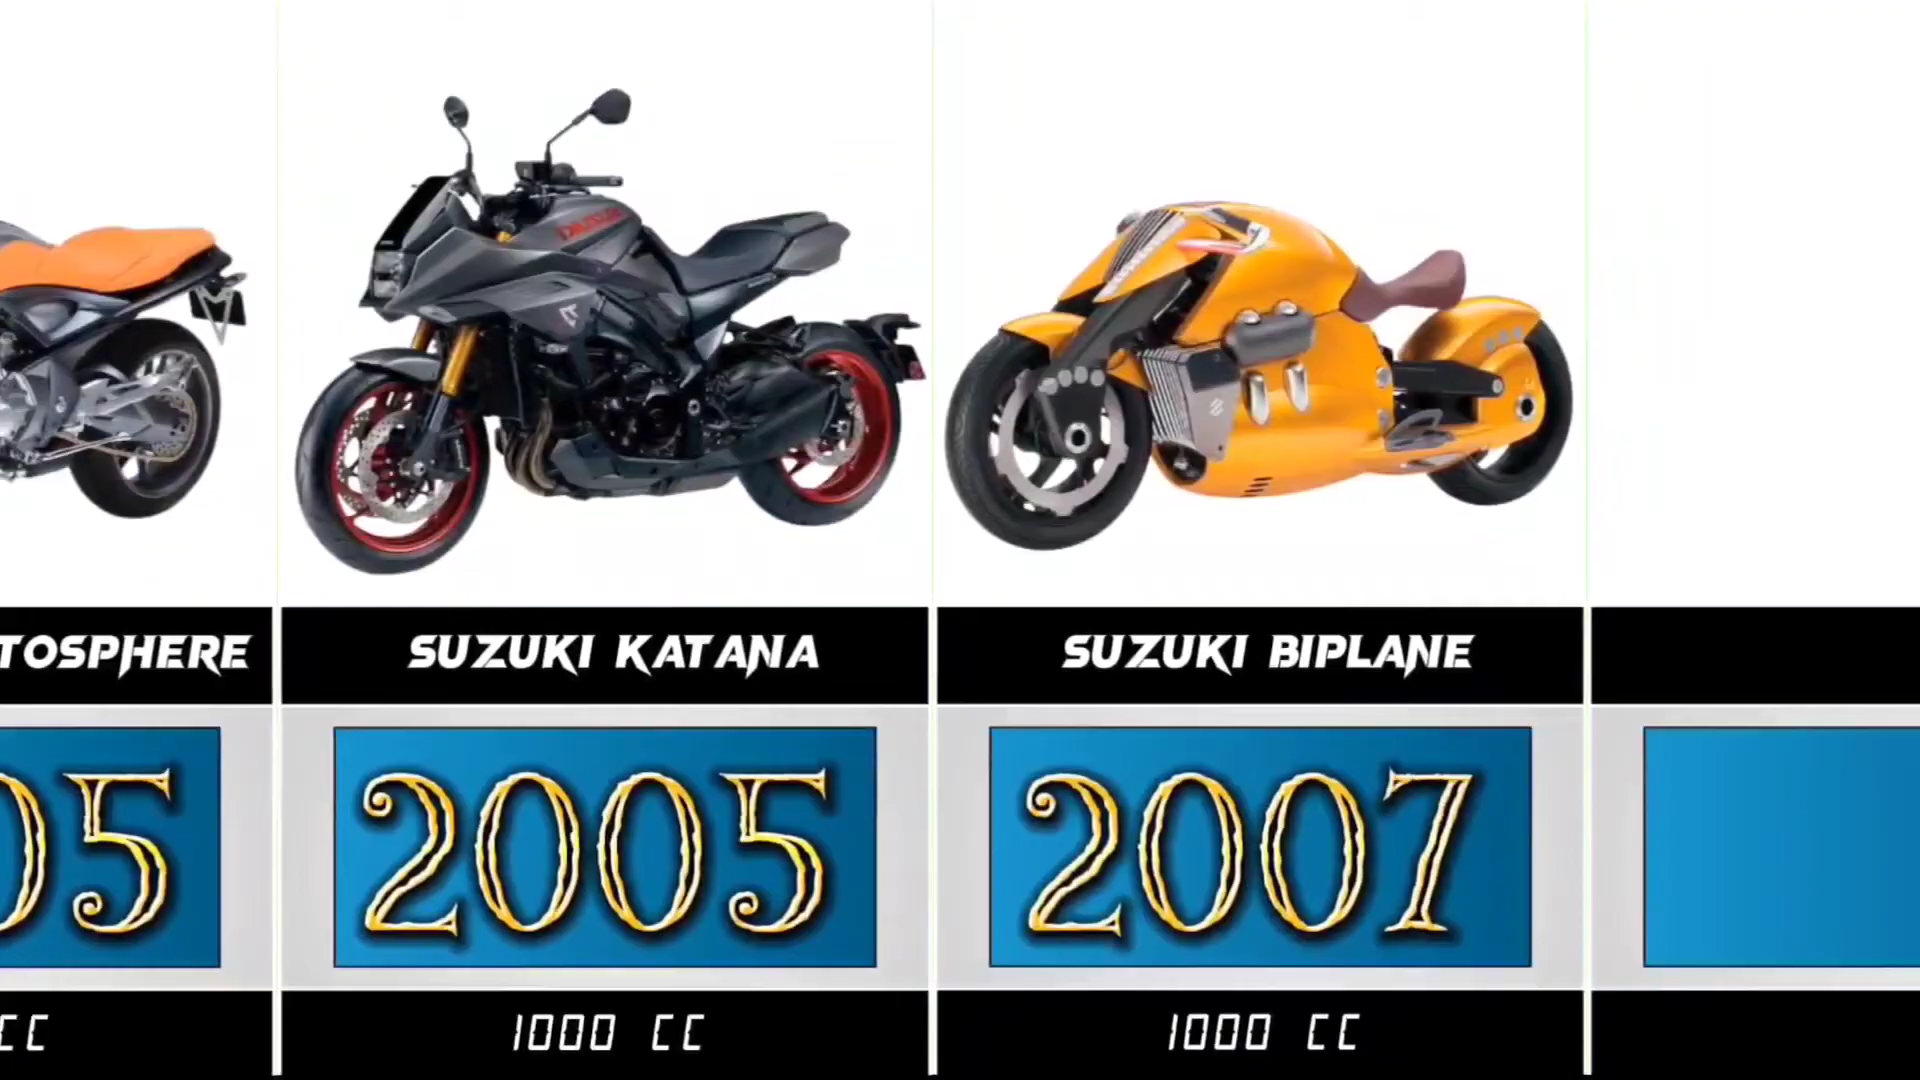 TOSPHERE
SUZUKI KATANA
SUZUKI BIPLANE
05
2005
2007
CC
1000 CC
1000 CC